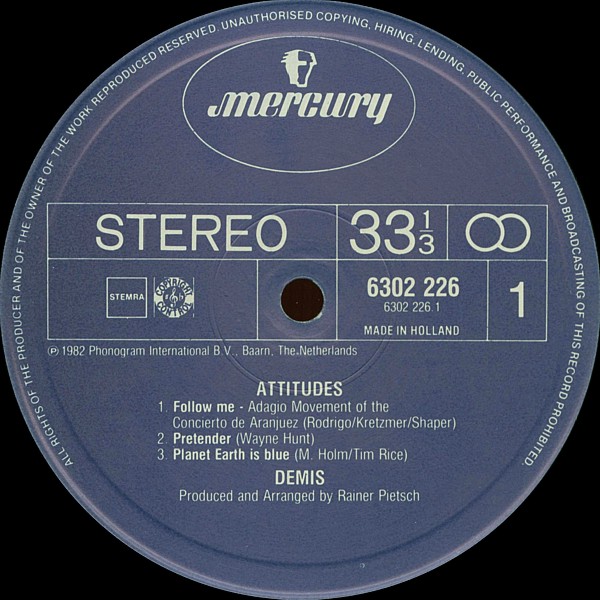 ALL RIGHTS OF THE PRODUCER AND OF THE OWNER OF THE WORK REPRODUCED RESERVED. UNAUTHORISED COPYING, HIRING, LENDING, PUBLIC PERFORMANCE AND BROADCASTING OF THIS RECORD PROHIBITED.
mercury
STEREO
33 1/3
STEMRA
COPYRIGHT CONTROL
6302 226
6302 226.1
MADE IN HOLLAND
1
℗ 1982 Phonogram International B.V., Baarn, The Netherlands
ATTITUDES
1. Follow me - Adagio Movement of the
Concierto de Aranjuez (Rodrigo/Kretzmer/Shaper)
2. Pretender (Wayne Hunt)
3. Planet Earth is blue (M. Holm/Tim Rice)
DEMIS
Produced and Arranged by Rainer Pietsch